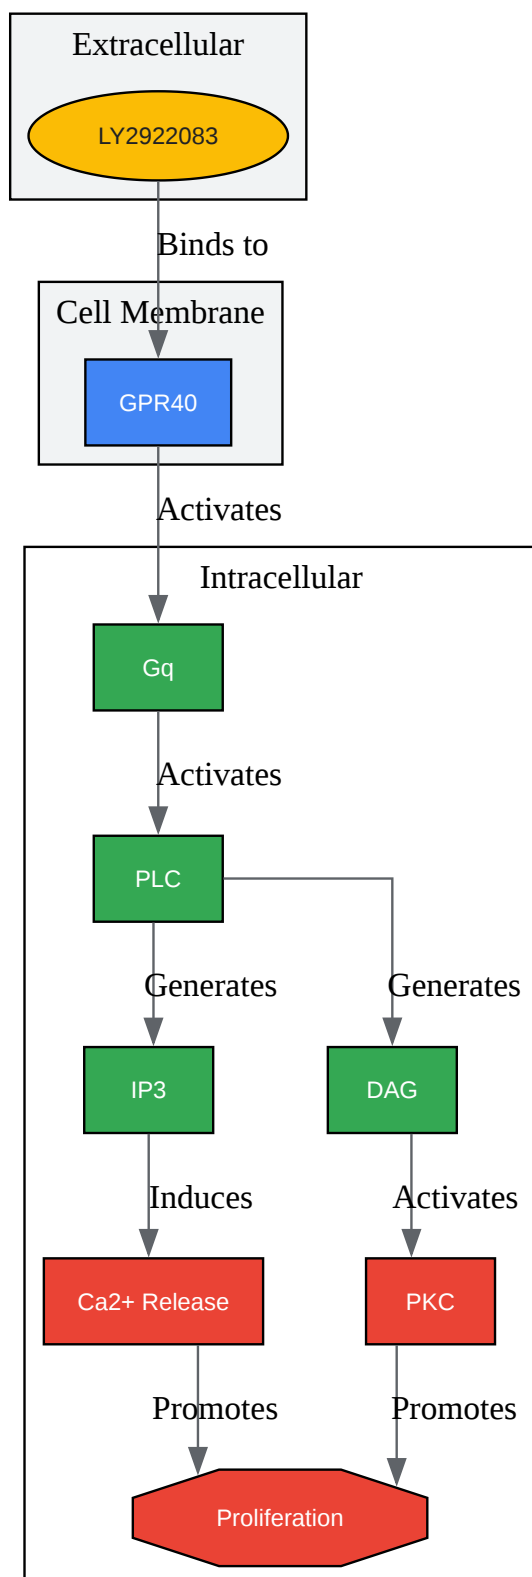 Extracellular
LY2922083
Binds to
Cell Membrane
GPR40
Activates
Intracellular
Gq
Activates
PLC
Generates
Generates
IP3
DAG
Induces
Activates
Ca2+ Release
PKC
Promotes
Promotes
Proliferation